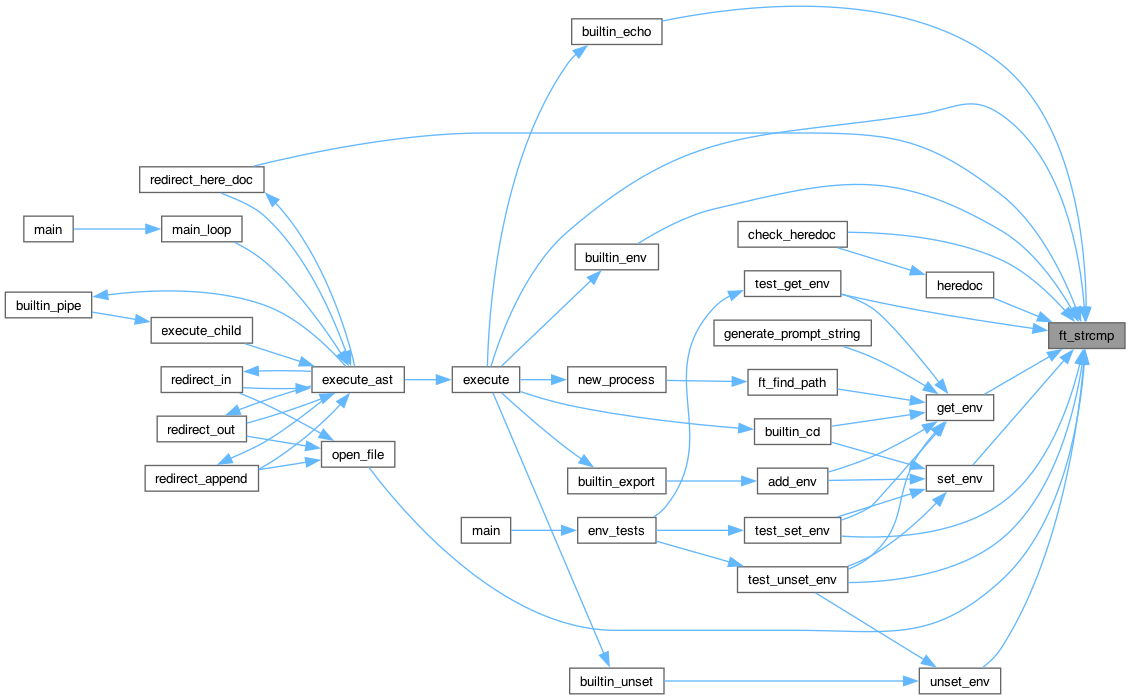 builtin_echo
redirect_here_doc
main
main_loop
check_heredoc
builtin_env
heredoc
test_get_env
builtin_pipe
execute_child
generate_prompt_string
ft_strcmp
redirect_in
execute_ast
execute
new_process
ft_find_path
get_env
redirect_out
builtin_cd
open_file
redirect_append
builtin_export
add_env
set_env
main
env_tests
test_set_env
test_unset_env
builtin_unset
unset_env